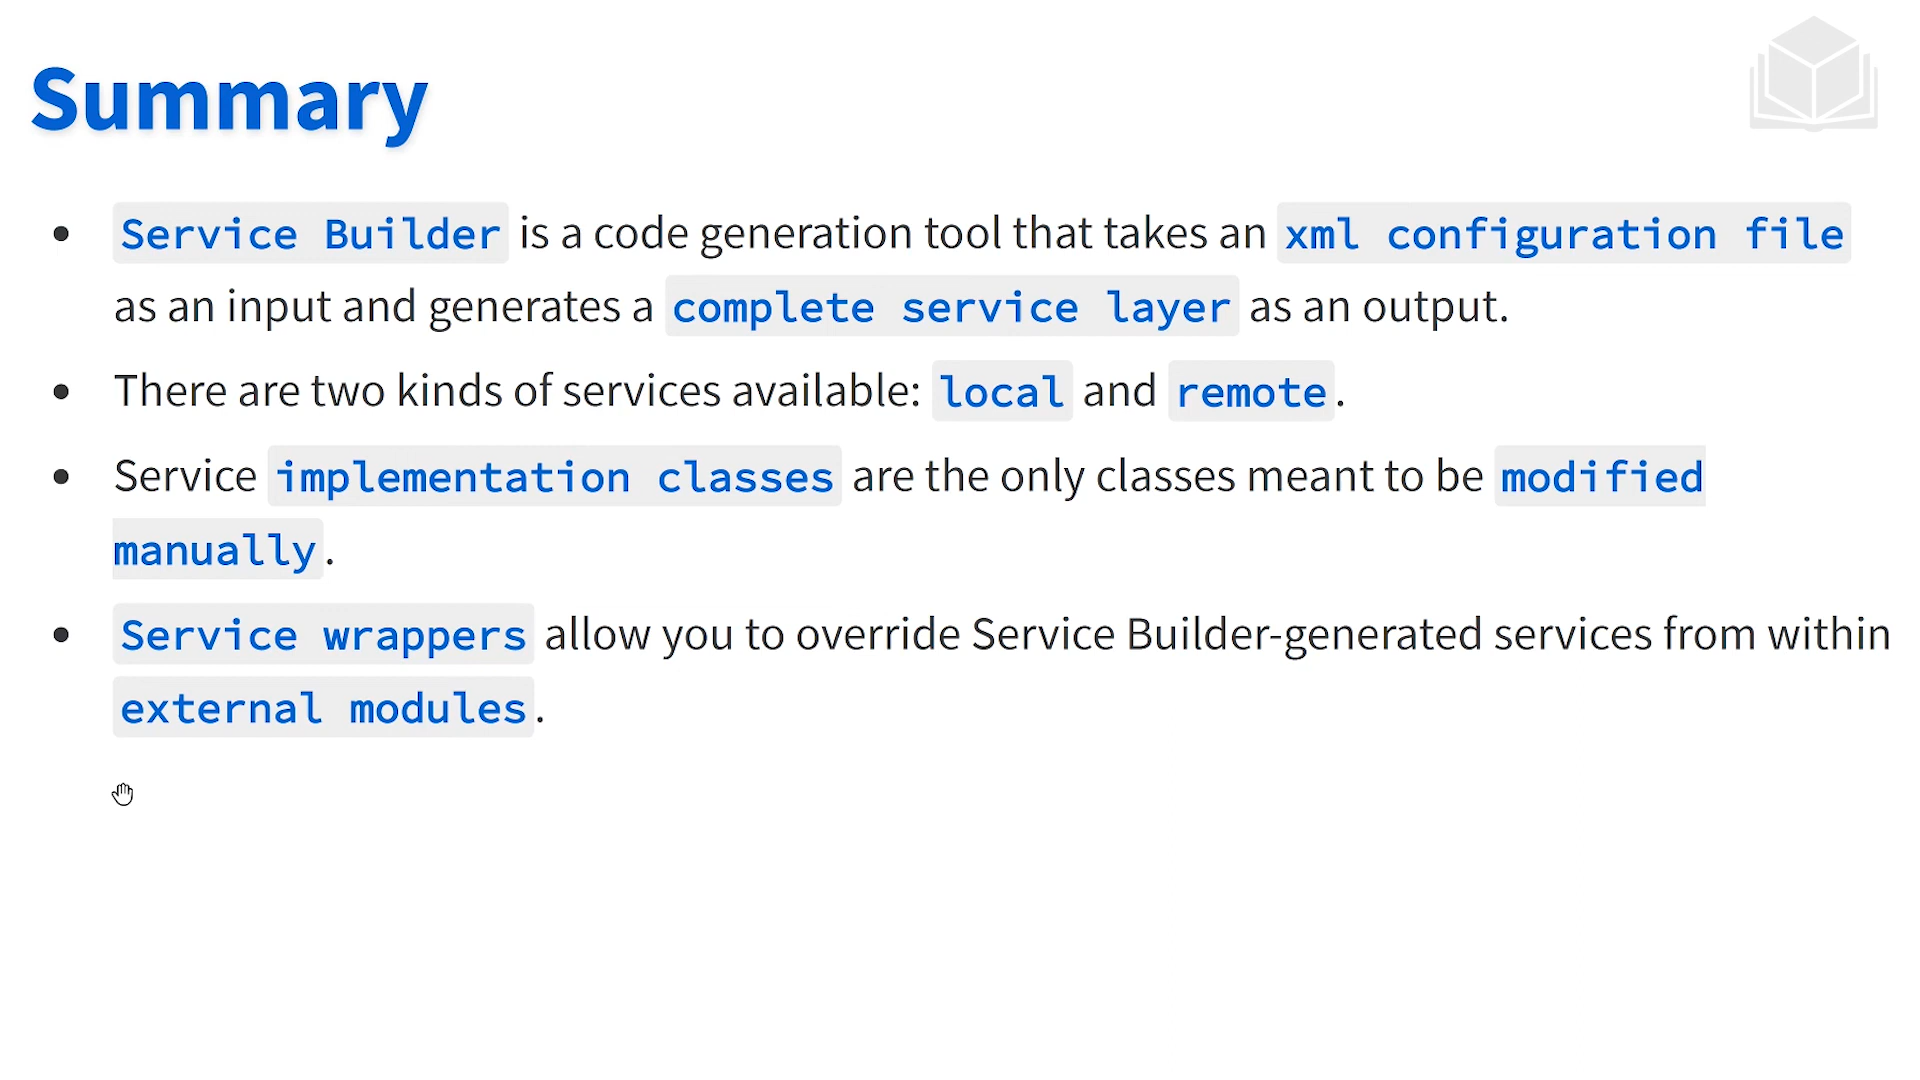 Summary
• Service Builder is a code generation tool that takes an xml configuration file
as an input and generates a complete service layer as an output.
• There are two kinds of services available: local and remote.
• Service implementation classes are the only classes meant to be modified
manually.
• Service wrappers allow you to override Service Builder-generated services from within
external modules.